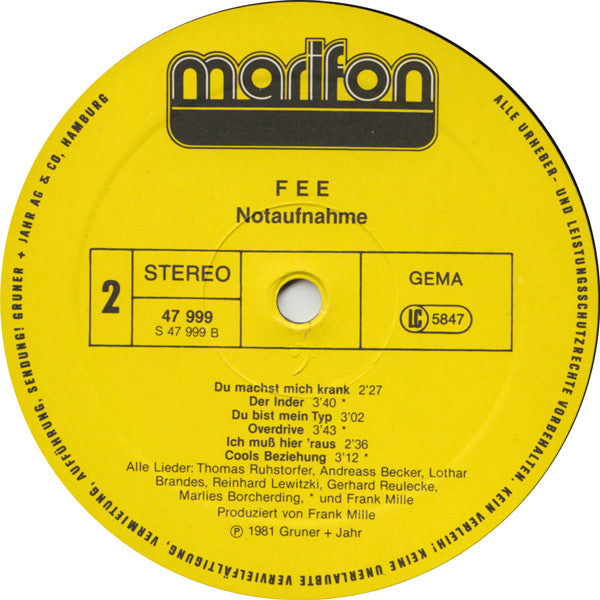 marifon
FEE
Notaufnahme
2
STEREO
47 999
S 47 999 B
GEMA
LC 5847
Du machst mich krank 2'27
Der Inder 3'40 *
Du bist mein Typ 3'02
Overdrive 3'43 *
Ich muß hier 'raus 2'36
Cools Beziehung 3'12 *
Alle Lieder: Thomas Ruhstorfer, Andreass Becker, Lothar
Brandes, Reinhard Lewitzki, Gerhard Reulecke,
Marlies Borcherding, * und Frank Mille
Produziert von Frank Mille
℗ 1981 Gruner + Jahr
ALLE URHEBER- UND LEISTUNGSSCHUTZRECHTE VORBEHALTEN. KEIN VERLEIH! KEINE UNERLAUBTE VERVIELFÄLTIGUNG, VERMIETUNG, AUFFÜHRUNG, SENDUNG! GRUNER + JAHR AG & CO, HAMBURG